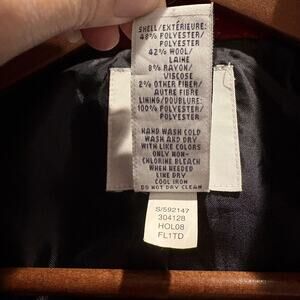 SHELL/EXTÉRIEURE:
48% POLYESTER/
POLYESTER
42% WOOL/
LAINE
8% RAYON/
VISCOSE
2% OTHER FIBER/
AUTRE FIBRE
LINING/DOUBLURE:
100% POLYESTER/
POLYESTER
HAND WASH COLD
WASH AND DRY
WITH LIKE COLORS
ONLY NON-
CHLORINE BLEACH
WHEN NEEDED
LINE DRY
COOL IRON
DO NOT DRY CLEAN
S/592147
304128
HOL08
FL1TD